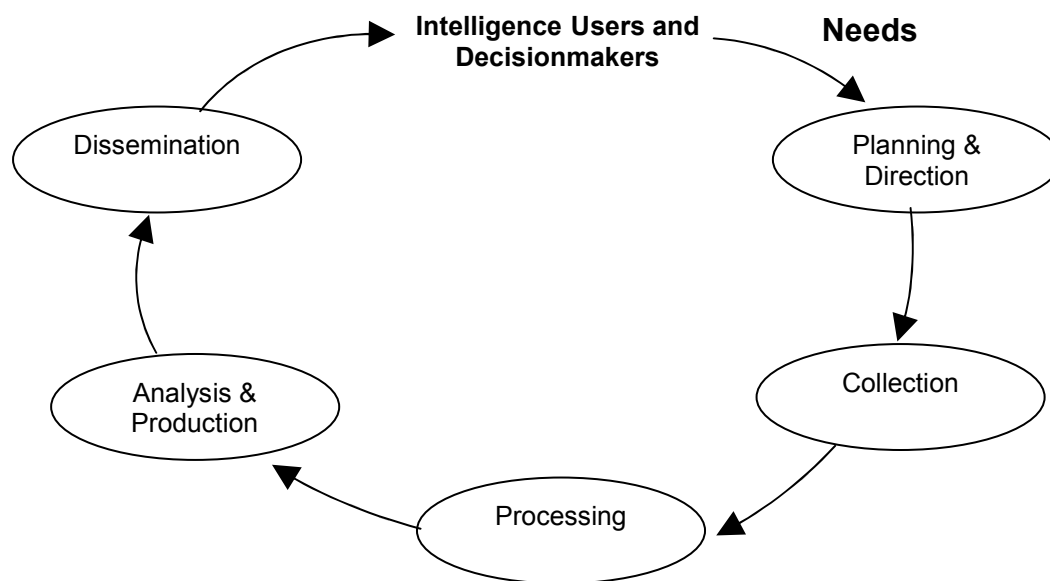 Intelligence Users and
Decisionmakers
Needs
Planning &
Direction
Collection
Processing
Analysis &
Production
Dissemination